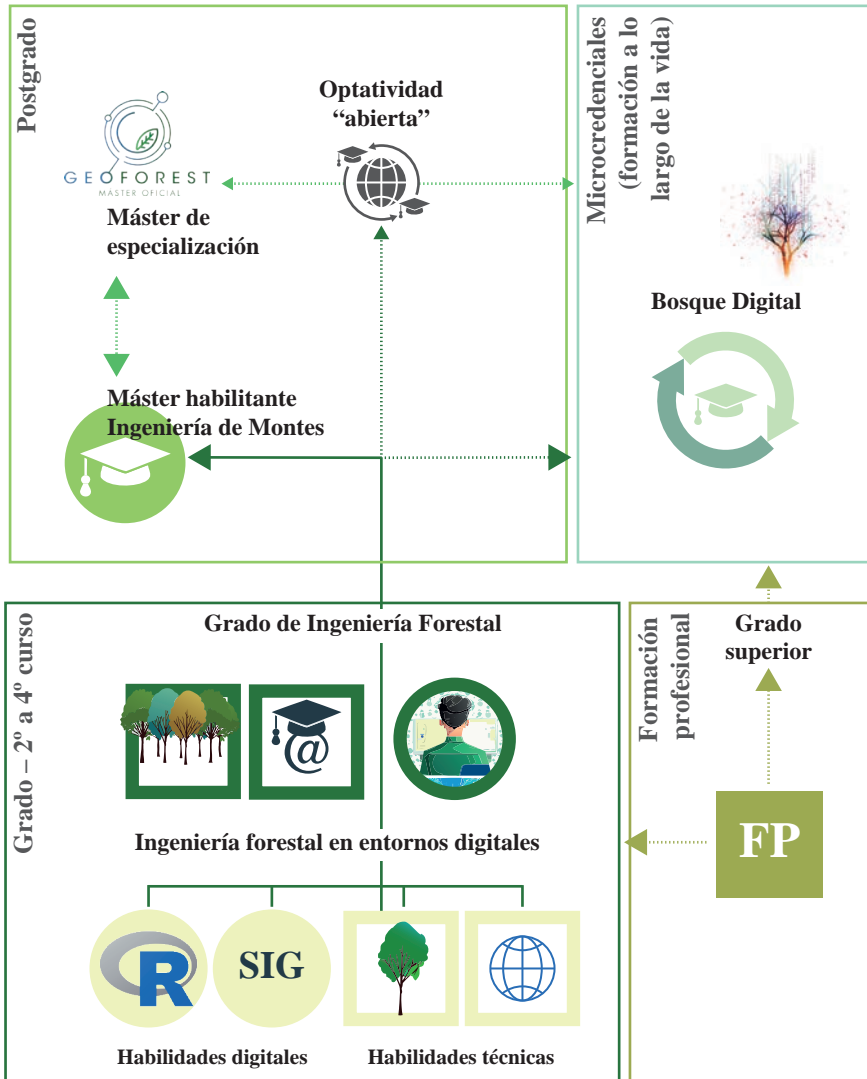 Postgrado
GEOFOREST
MASTER OFICIAL
Máster de
especialización
Optatividad
“abierta”
Máster habilitante
Ingeniería de Montes
Microcredenciales
(formación a lo
largo de la vida)
Bosque Digital
Grado – 2º a 4º curso
Grado de Ingeniería Forestal
@
Ingeniería forestal en entornos digitales
R
SIG
Habilidades digitales
Habilidades técnicas
Formación
profesional
Grado
superior
FP